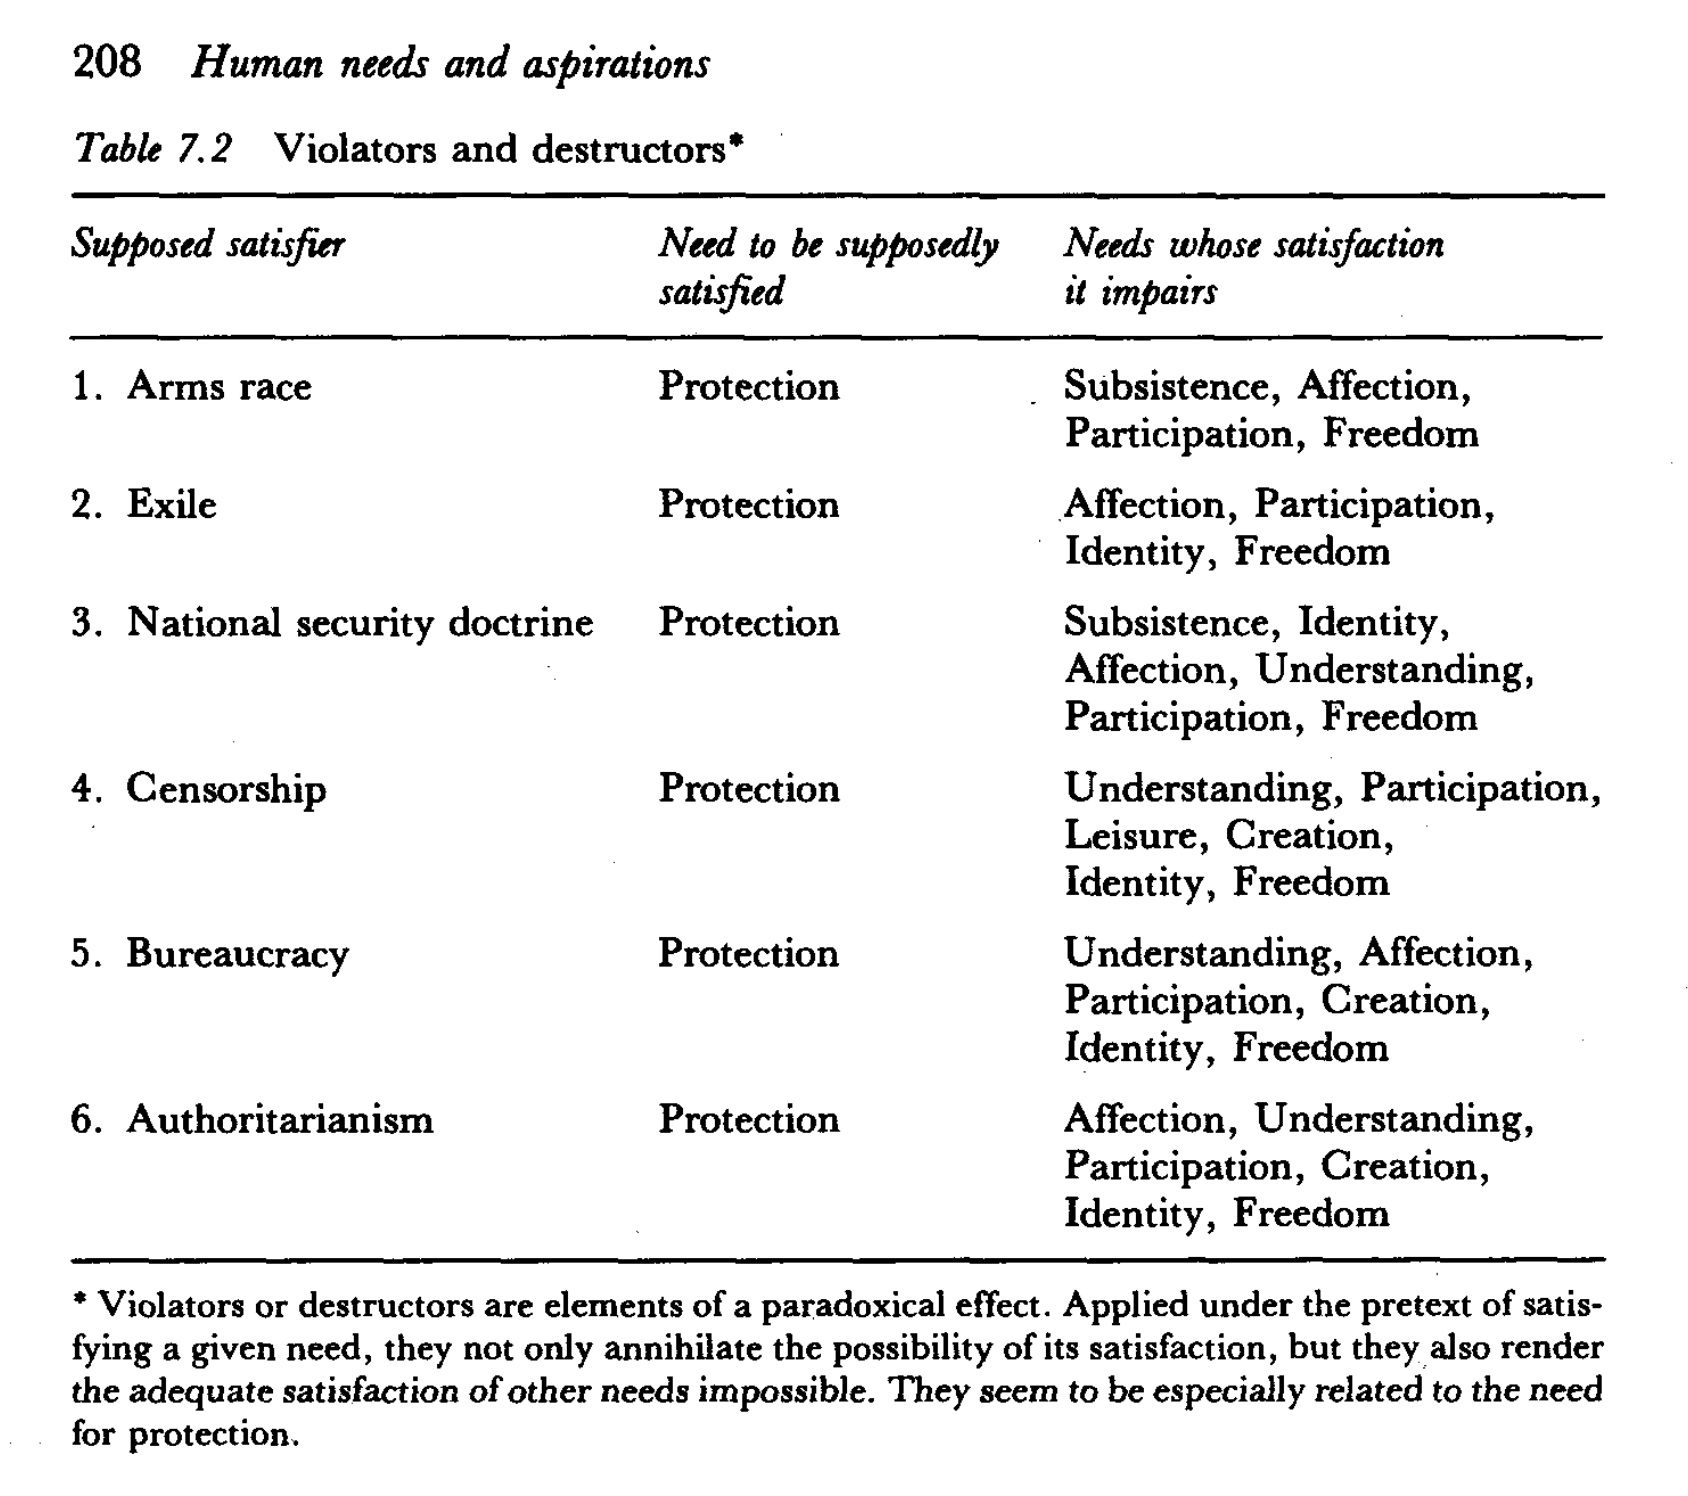 208 Human needs and aspirations
Table 7.2 Violators and destructors*
Supposed satisfier Need to be supposedly Needs whose satisfaction
satisfied it impairs
1. Arms race Protection Subsistence, Affection,
Participation, Freedom
2. Exile Protection Affection, Participation,
Identity, Freedom
3. National security doctrine Protection Subsistence, Identity,
Affection, Understanding,
Participation, Freedom
4. Censorship Protection Understanding, Participation,
Leisure, Creation,
Identity, Freedom
5. Bureaucracy Protection Understanding, Affection,
Participation, Creation,
Identity, Freedom
6. Authoritarianism Protection Affection, Understanding,
Participation, Creation,
Identity, Freedom
* Violators or destructors are elements of a paradoxical effect. Applied under the pretext of satis-
fying a given need, they not only annihilate the possibility of its satisfaction, but they also render
the adequate satisfaction of other needs impossible. They seem to be especially related to the need
for protection.